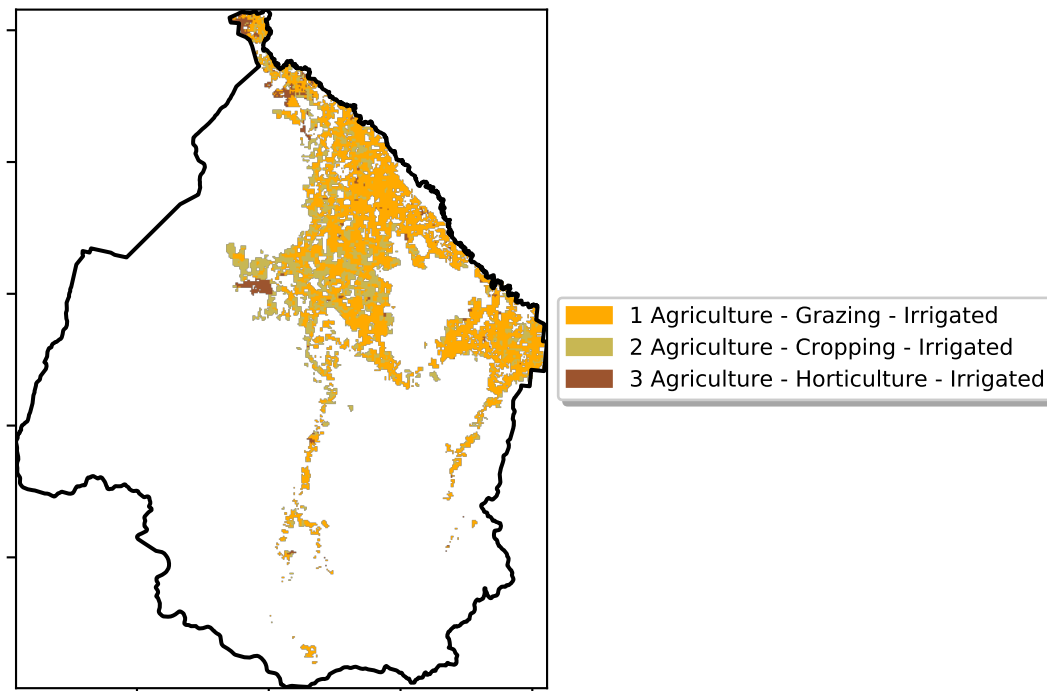 1 Agriculture - Grazing - Irrigated
2 Agriculture - Cropping - Irrigated
3 Agriculture - Horticulture - Irrigated